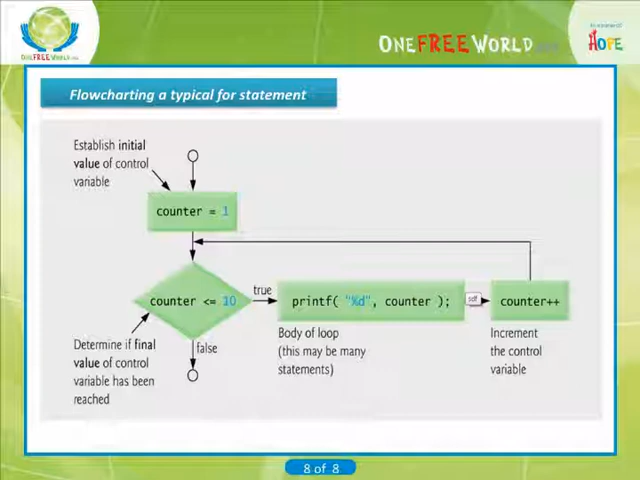 ONEFREEWORLD
HOPE
ONEFREEWORLD
Flowcharting a typical for statement
Establish initial
value of control
variable
counter = 1
counter <= 10
true
printf( "%d", counter );
counter++
false
Body of loop
(this may be many
statements)
Increment
the control
variable
Determine if final
value of control
variable has been
reached
8 of 8